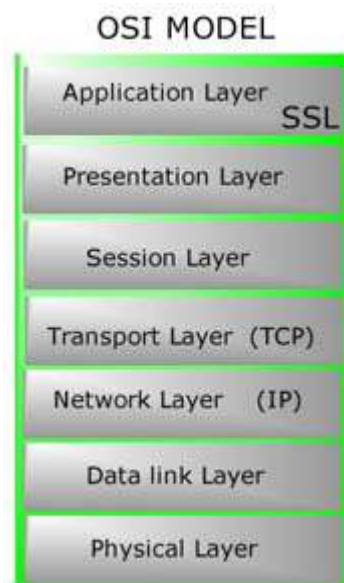 OSI MODEL
Application Layer
SSL
Presentation Layer
Session Layer
Transport Layer (TCP)
Network Layer (IP)
Data link Layer
Physical Layer